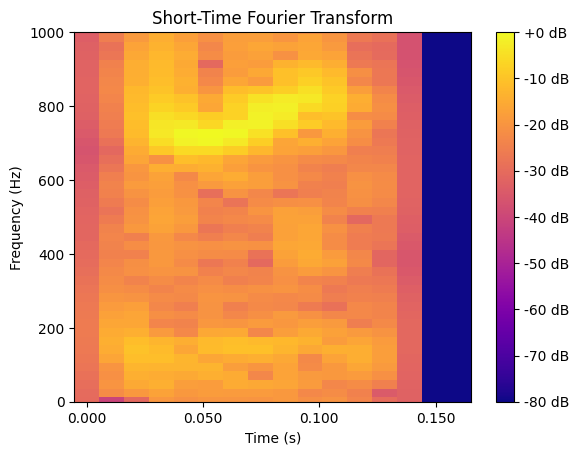 Short-Time Fourier Transform
1000
800
600
400
200
0
Frequency (Hz)
0.000
0.050
0.100
0.150
Time (s)
+0 dB
-10 dB
-20 dB
-30 dB
-40 dB
-50 dB
-60 dB
-70 dB
-80 dB